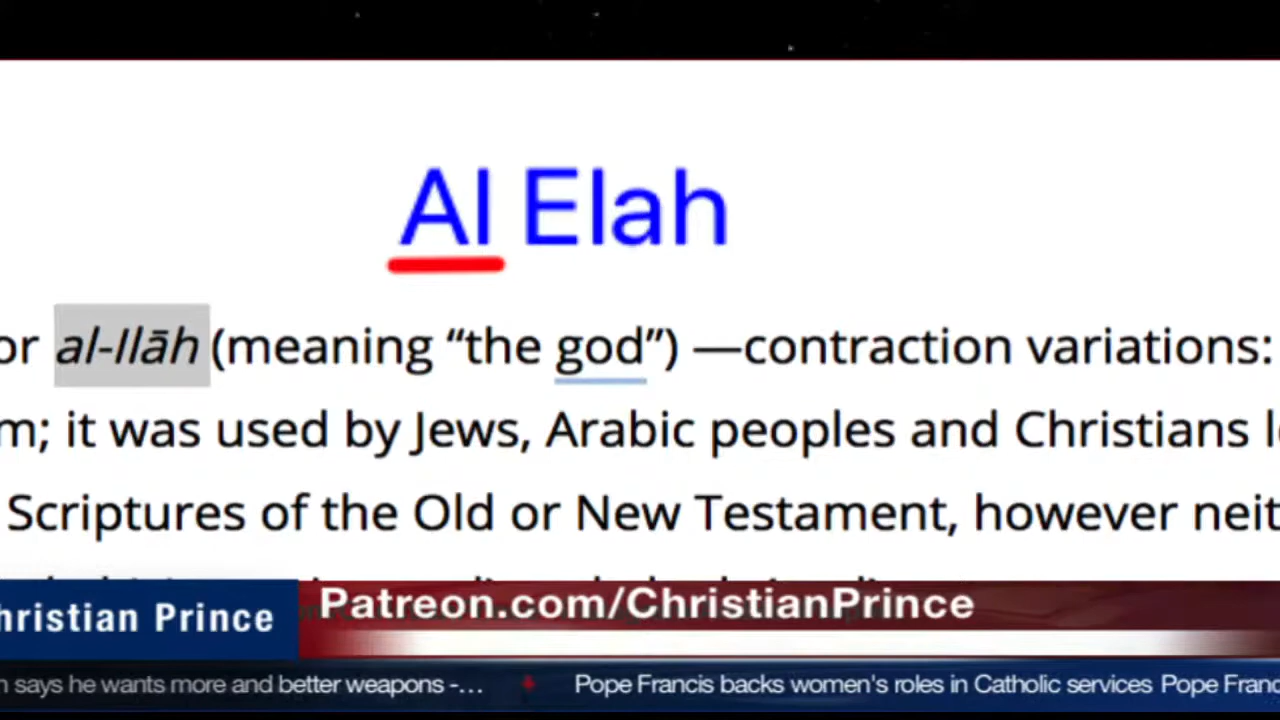 Al Elah
or al-Ilāh (meaning “the god”) —contraction variations:
m; it was used by Jews, Arabic peoples and Christians
Scriptures of the Old or New Testament, however
Patreon.com/ChristianPrince
hristian Prince
says he wants more and better weapons -...
Pope Francis backs women's roles in Catholic services Pope